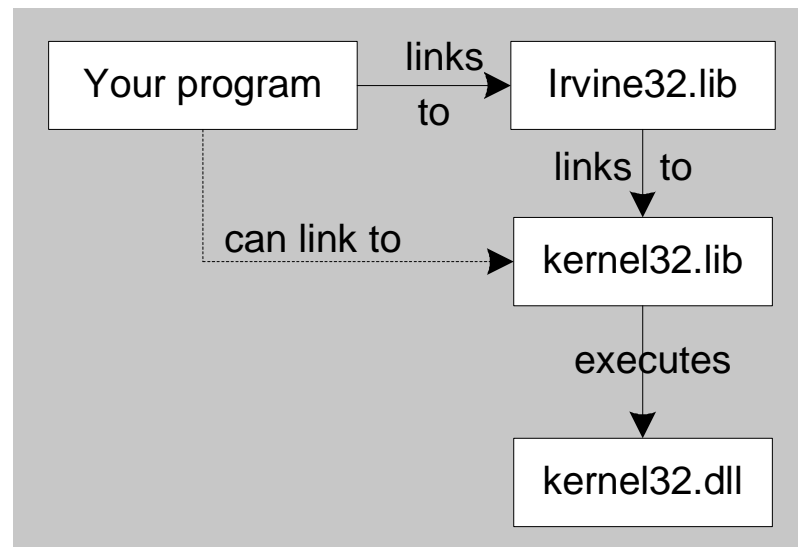 Your program
links
to
Irvine32.lib
links to
can link to
kernel32.lib
executes
kernel32.dll